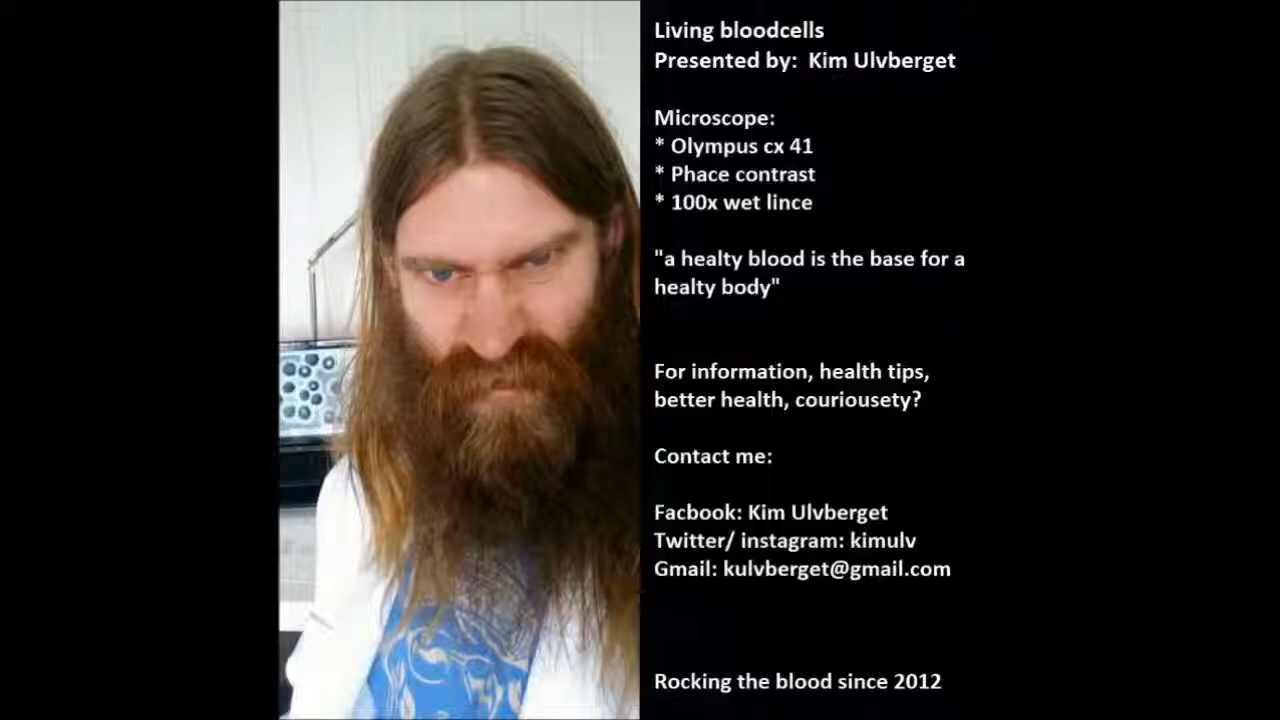 Living bloodcells
Presented by:  Kim Ulvberget
Microscope:
* Olympus cx 41
* Phace contrast
* 100x wet lince
"a healty blood is the base for a
healty body"
For information, health tips,
better health, couriousety?
Contact me:
Facbook: Kim Ulvberget
Twitter/ instagram: kimulv
Gmail: kulvberget@gmail.com
Rocking the blood since 2012